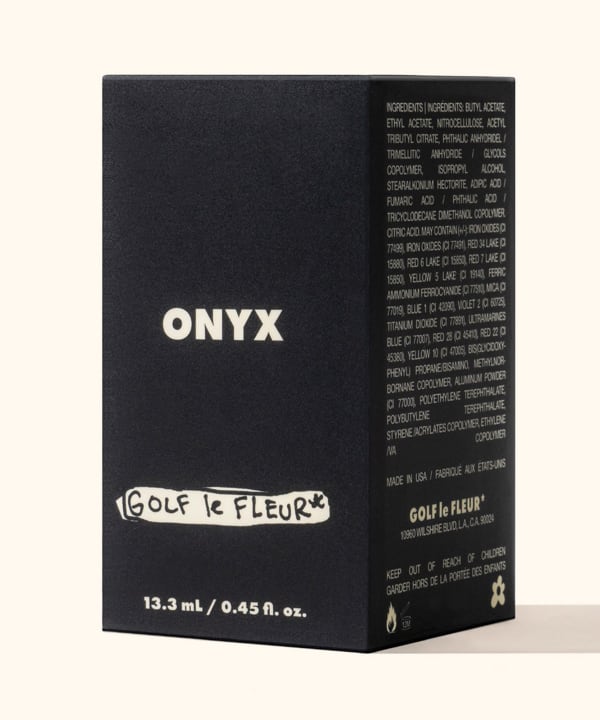 ONYX
GOLF le FLEUR*
13.3 mL / 0.45 fl. oz.
INGREDIENTS | INGRÉDIENTS: BUTYL ACETATE,
ETHYL ACETATE, NITROCELLULOSE, ACETYL
TRIBUTYL CITRATE, PHTHALIC ANHYDRIDE/ /
TRIMELLITIC ANHYDRIDE / GLYCOLS
COPOLYMER, ISOPROPYL ALCOHOL,
STEARALKONIUM HECTORITE, ADIPIC ACID /
FUMARIC ACID / PHTHALIC ACID /
TRICYCLODECANE DIMETHANOL COPOLYMER,
CITRIC ACID. MAY CONTAIN (+/-): IRON OXIDES (CI
77499), IRON OXIDES (CI 77491), RED 34 LAKE (CI
15880), RED 6 LAKE (CI 15850), RED 7 LAKE (CI
15850), YELLOW 5 LAKE (CI 19140), FERRIC
AMMONIUM FERROCYANIDE (CI 77510), MICA (CI
77019), BLUE 1 (CI 42090), VIOLET 2 (CI 60725),
TITANIUM DIOXIDE (CI 77891), ULTRAMARINES
BLUE (CI 77007), RED 28 (CI 45410), RED 22 (CI
45380), YELLOW 10 (CI 47005), BIS(GLYCIDOXY-
PHENYL) PROPANE/BISAMINO, METHYLNOR-
BORNANE COPOLYMER, ALUMINUM POWDER
(CI 77000), POLYETHYLENE TEREPHTHALATE,
POLYBUTYLENE TEREPHTHALATE,
STYRENE /ACRYLATES COPOLYMER, ETHYLENE
/VA COPOLYMER
MADE IN USA / FABRIQUÉ AUX ÉTATS-UNIS
GOLF le FLEUR*
10960 WILSHIRE BLVD, L.A., C.A. 90024
KEEP OUT OF REACH OF CHILDREN
GARDER HORS DE LA PORTÉE DES ENFANTS
12M